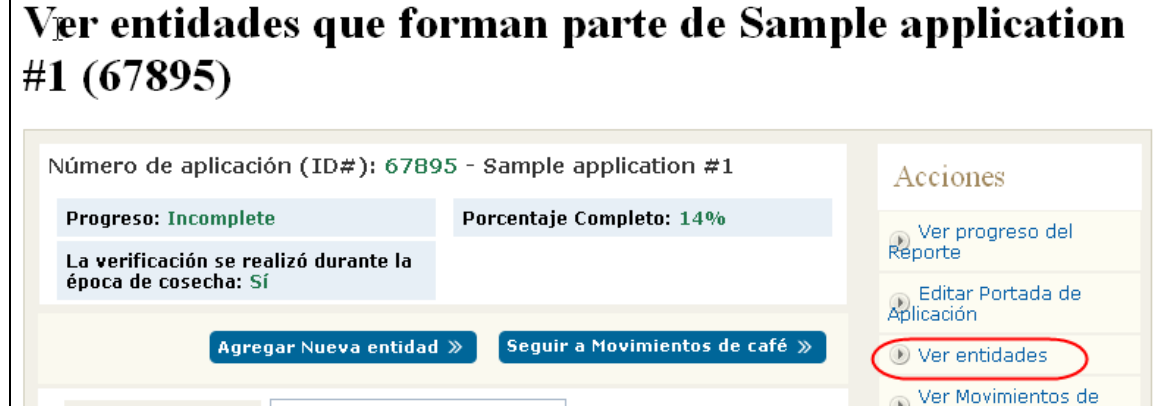 Ver entidades que forman parte de Sample application
#1 (67895)
Número de aplicación (ID#): 67895 - Sample application #1
Progreso: Incomplete
Porcentaje Completo: 14%
La verificación se realizó durante la
época de cosecha: Sí
Agregar Nueva entidad »
Seguir a Movimientos de café »
Acciones
Ver progreso del
Reporte
Editar Portada de
Aplicación
Ver entidades
Ver Movimientos de